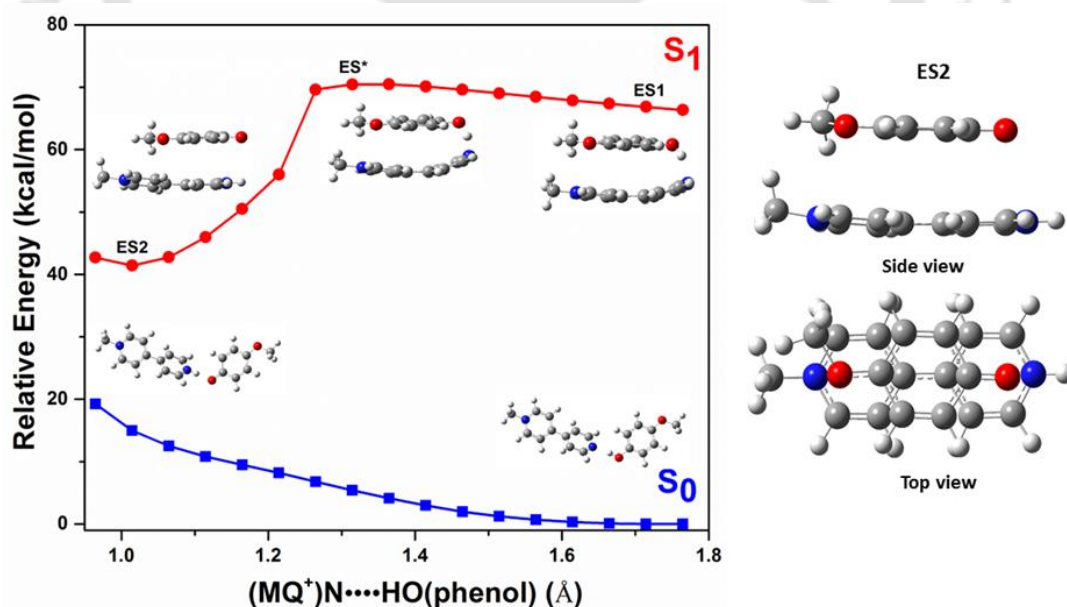 80
60
40
20
0
Relative Energy (kcal/mol)
S1
ES*
ES1
ES2
S0
1.0
1.2
1.4
1.6
1.8
(MQ⁺)N••••HO(phenol) (Å)
ES2
Side view
Top view